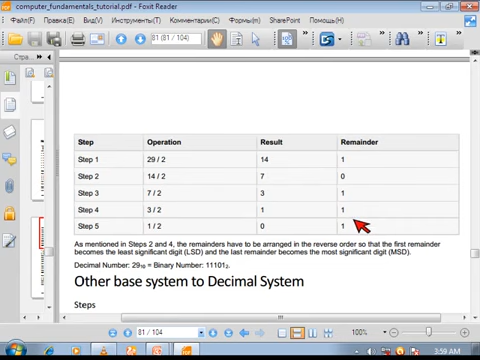 computer_fundamentals_tutorial.pdf - Foxit Reader
Файл(F) Правка(E) Вид(V) Инструменты(T) Комментарии(C) Формы(m) SharePoint Помощь(H)
81 (81 / 104)
Стра...
Step Operation Result Remainder
Step 1 29 / 2 14 1
Step 2 14 / 2 7 0
Step 3 7 / 2 3 1
Step 4 3 / 2 1 1
Step 5 1 / 2 0 1
As mentioned in Steps 2 and 4, the remainders have to be arranged in the reverse order so that the first remainder
becomes the least significant digit (LSD) and the last remainder becomes the most significant digit (MSD).
Decimal Number: 29₁₀ = Binary Number: 11101₂.
Other base system to Decimal System
Steps
81 / 104 100%
3:59 AM